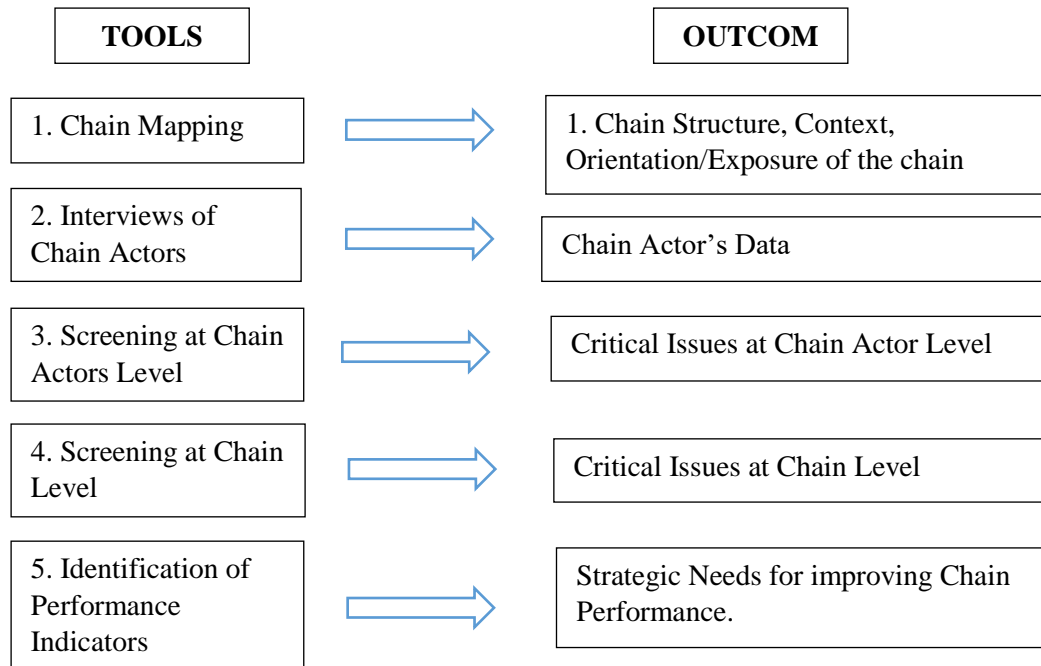 TOOLS
OUTCOM
1. Chain Mapping
1. Chain Structure, Context,
Orientation/Exposure of the chain
2. Interviews of
Chain Actors
Chain Actor’s Data
3. Screening at Chain
Actors Level
Critical Issues at Chain Actor Level
4. Screening at Chain
Level
Critical Issues at Chain Level
5. Identification of
Performance
Indicators
Strategic Needs for improving Chain
Performance.